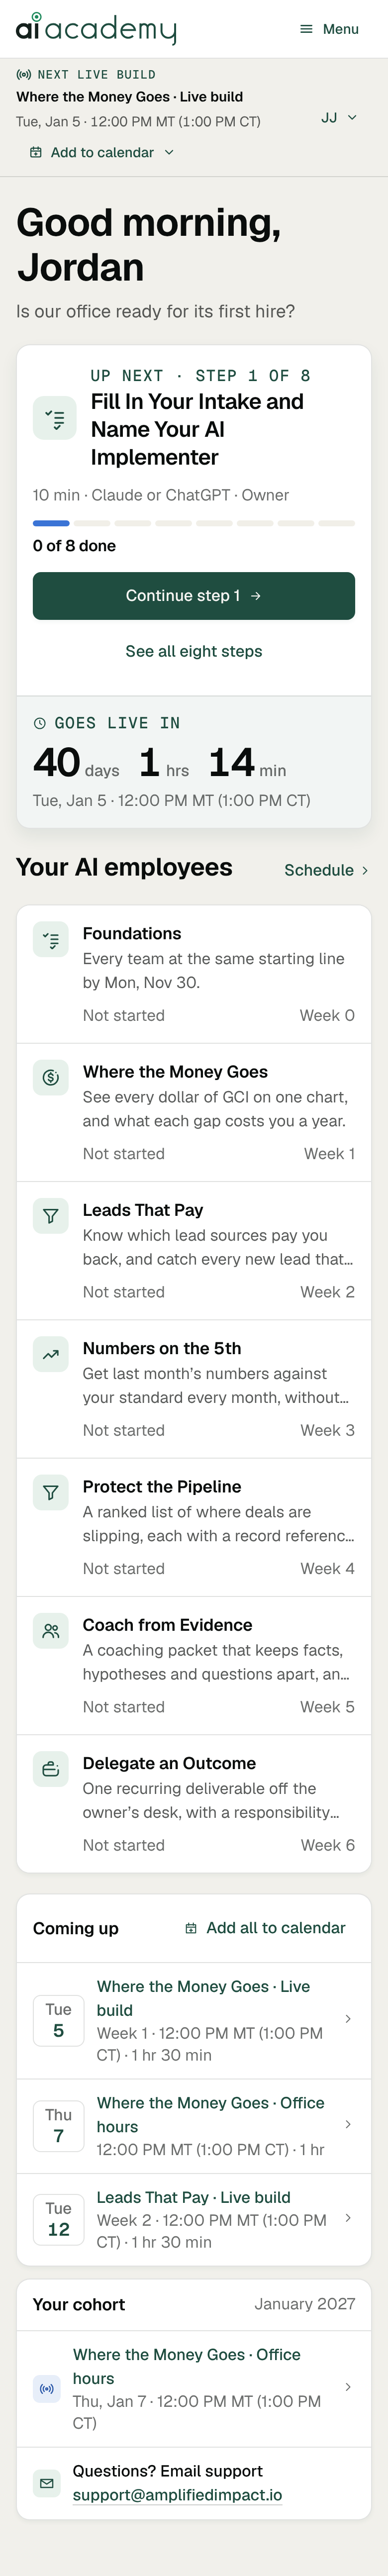 ai academy
Menu
NEXT LIVE BUILD
Where the Money Goes · Live build
Tue, Jan 5 · 12:00 PM MT (1:00 PM CT)
JJ
Add to calendar
Good morning,
Jordan
Is our office ready for its first hire?
UP NEXT · STEP 1 OF 8
Fill In Your Intake and
Name Your AI
Implementer
10 min · Claude or ChatGPT · Owner
0 of 8 done
Continue step 1 →
See all eight steps
GOES LIVE IN
40 days 1 hrs 14 min
Tue, Jan 5 · 12:00 PM MT (1:00 PM CT)
Your AI employees
Schedule
Foundations
Every team at the same starting line
by Mon, Nov 30.
Not started Week 0
Where the Money Goes
See every dollar of GCI on one chart,
and what each gap costs you a year.
Not started Week 1
Leads That Pay
Know which lead sources pay you
back, and catch every new lead that…
Not started Week 2
Numbers on the 5th
Get last month’s numbers against
your standard every month, without…
Not started Week 3
Protect the Pipeline
A ranked list of where deals are
slipping, each with a record referenc…
Not started Week 4
Coach from Evidence
A coaching packet that keeps facts,
hypotheses and questions apart, an…
Not started Week 5
Delegate an Outcome
One recurring deliverable off the
owner’s desk, with a responsibility…
Not started Week 6
Coming up
Add all to calendar
Tue
5
Where the Money Goes · Live
build
Week 1 · 12:00 PM MT (1:00 PM
CT) · 1 hr 30 min
Thu
7
Where the Money Goes · Office
hours
12:00 PM MT (1:00 PM CT) · 1 hr
Tue
12
Leads That Pay · Live build
Week 2 · 12:00 PM MT (1:00 PM
CT) · 1 hr 30 min
Your cohort
January 2027
Where the Money Goes · Office
hours
Thu, Jan 7 · 12:00 PM MT (1:00 PM
CT)
Questions? Email support
support@amplifiedimpact.io